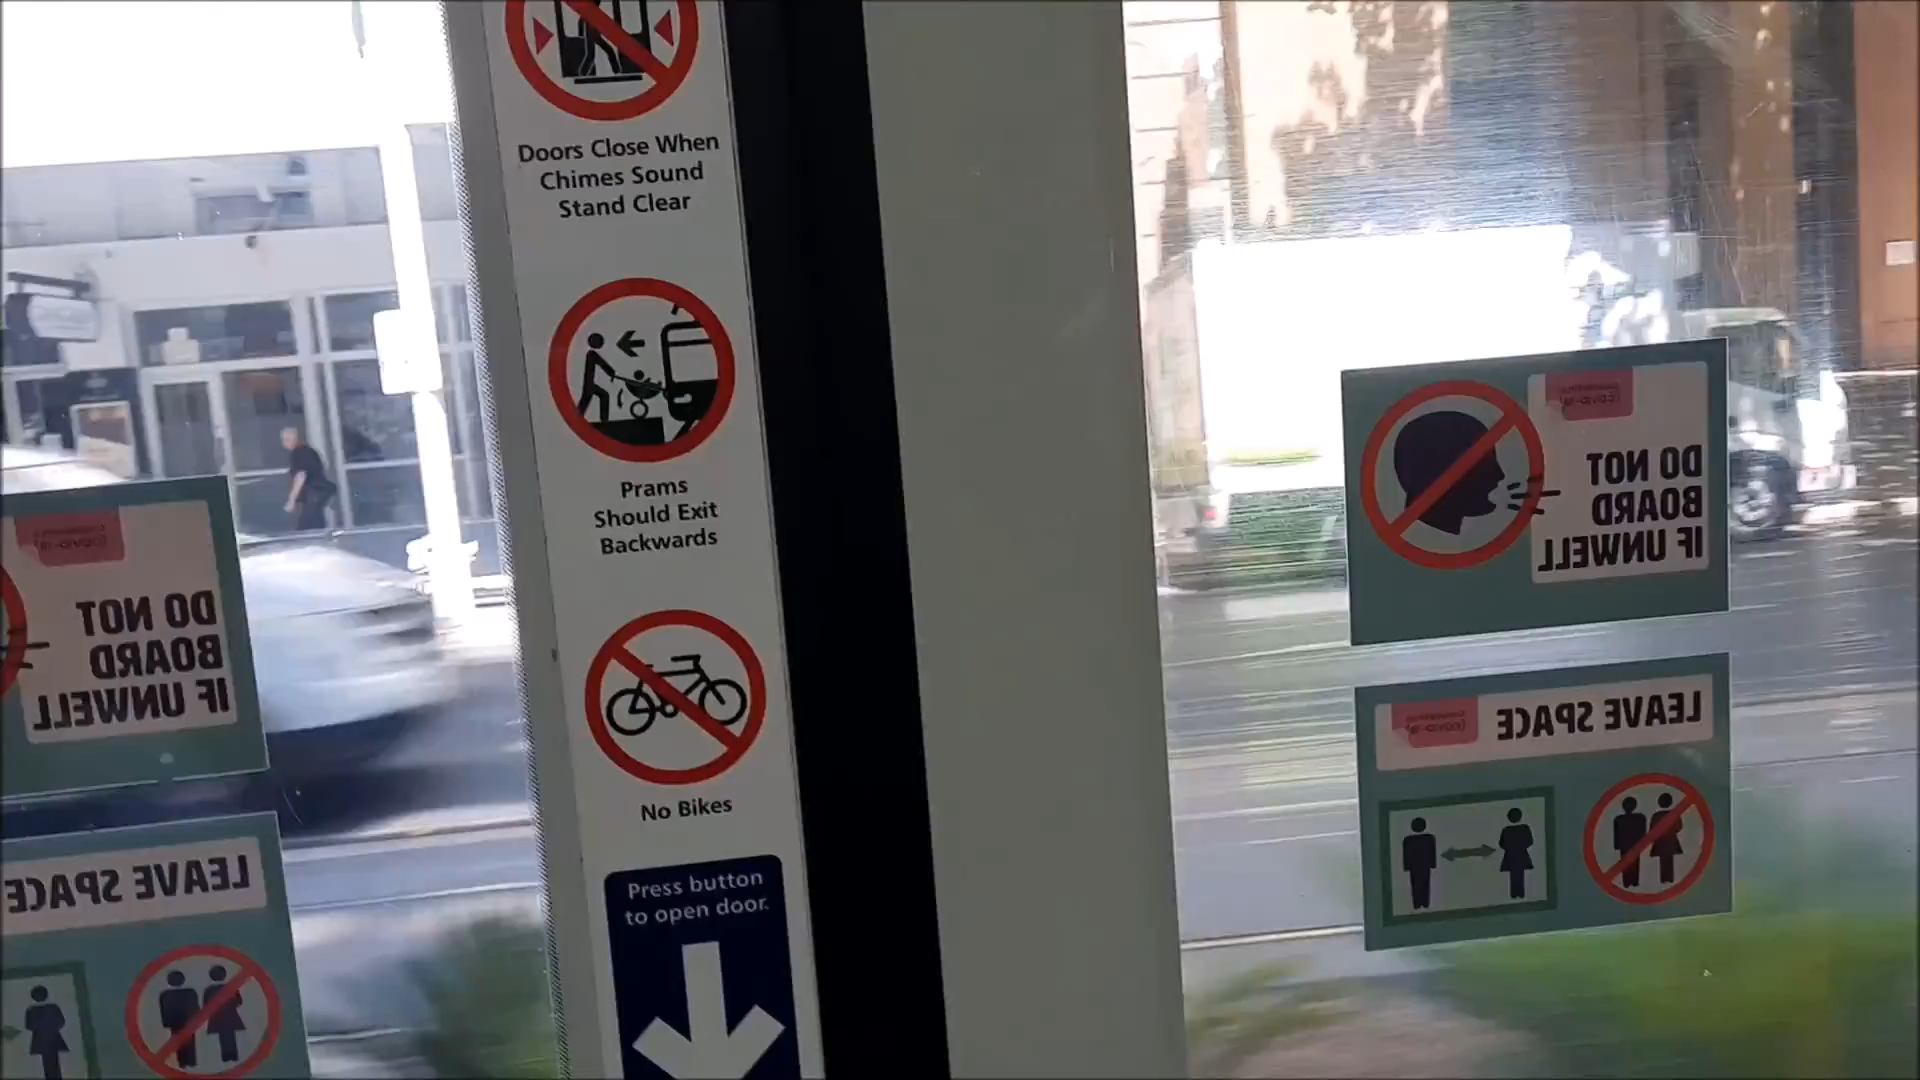 Doors Close When
Chimes Sound
Stand Clear
Prams
Should Exit
Backwards
No Bikes
Press button
to open door.
DO NOT
BOARD
IF UNWELL
LEAVE SPACE
DO NOT
BOARD
IF UNWELL
LEAVE SPACE